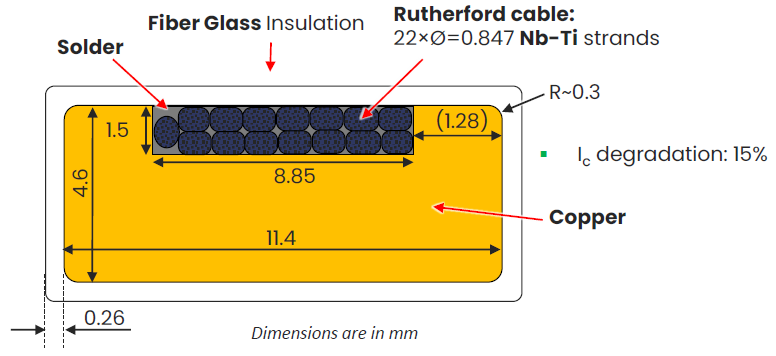 Rutherford cable:
22×Ø=0.847 Nb-Ti strands
Fiber Glass Insulation
Solder
R~0.3
1.5
(1.28)
Ic degradation: 15%
8.85
4.6
Copper
11.4
0.26
Dimensions are in mm